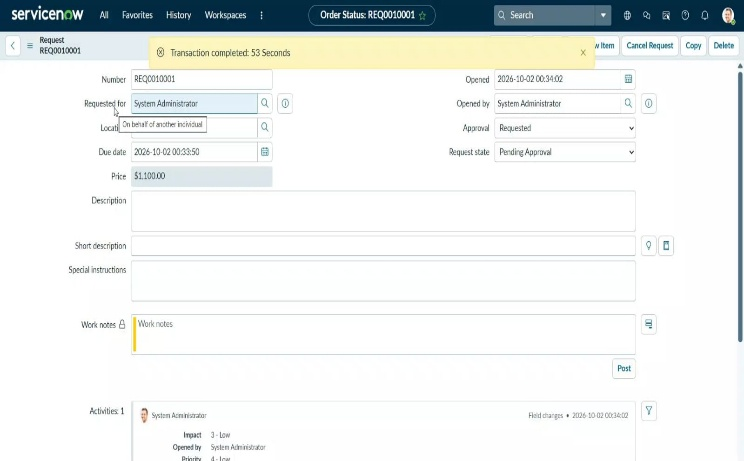 servicenow All Favorites History Workspaces Order Status: REQ0010001 Search
Request
REQ0010001
Transaction completed: 53 Seconds
x
Item Cancel Request Copy Delete
Number REQ0010001
Opened 2026-10-02 00:34:02
Requested for System Administrator
Opened by System Administrator
On behalf of another individual
Approval Requested
Due date 2026-10-02 00:33:50
Request state Pending Approval
Price $1,100.00
Description
Short description
Special instructions
Work notes Work notes
Post
Activities: 1 System Administrator Field changes • 2026-10-02 00:34:02
Impact 3 - Low
Opened by System Administrator
Priority 4 - Low